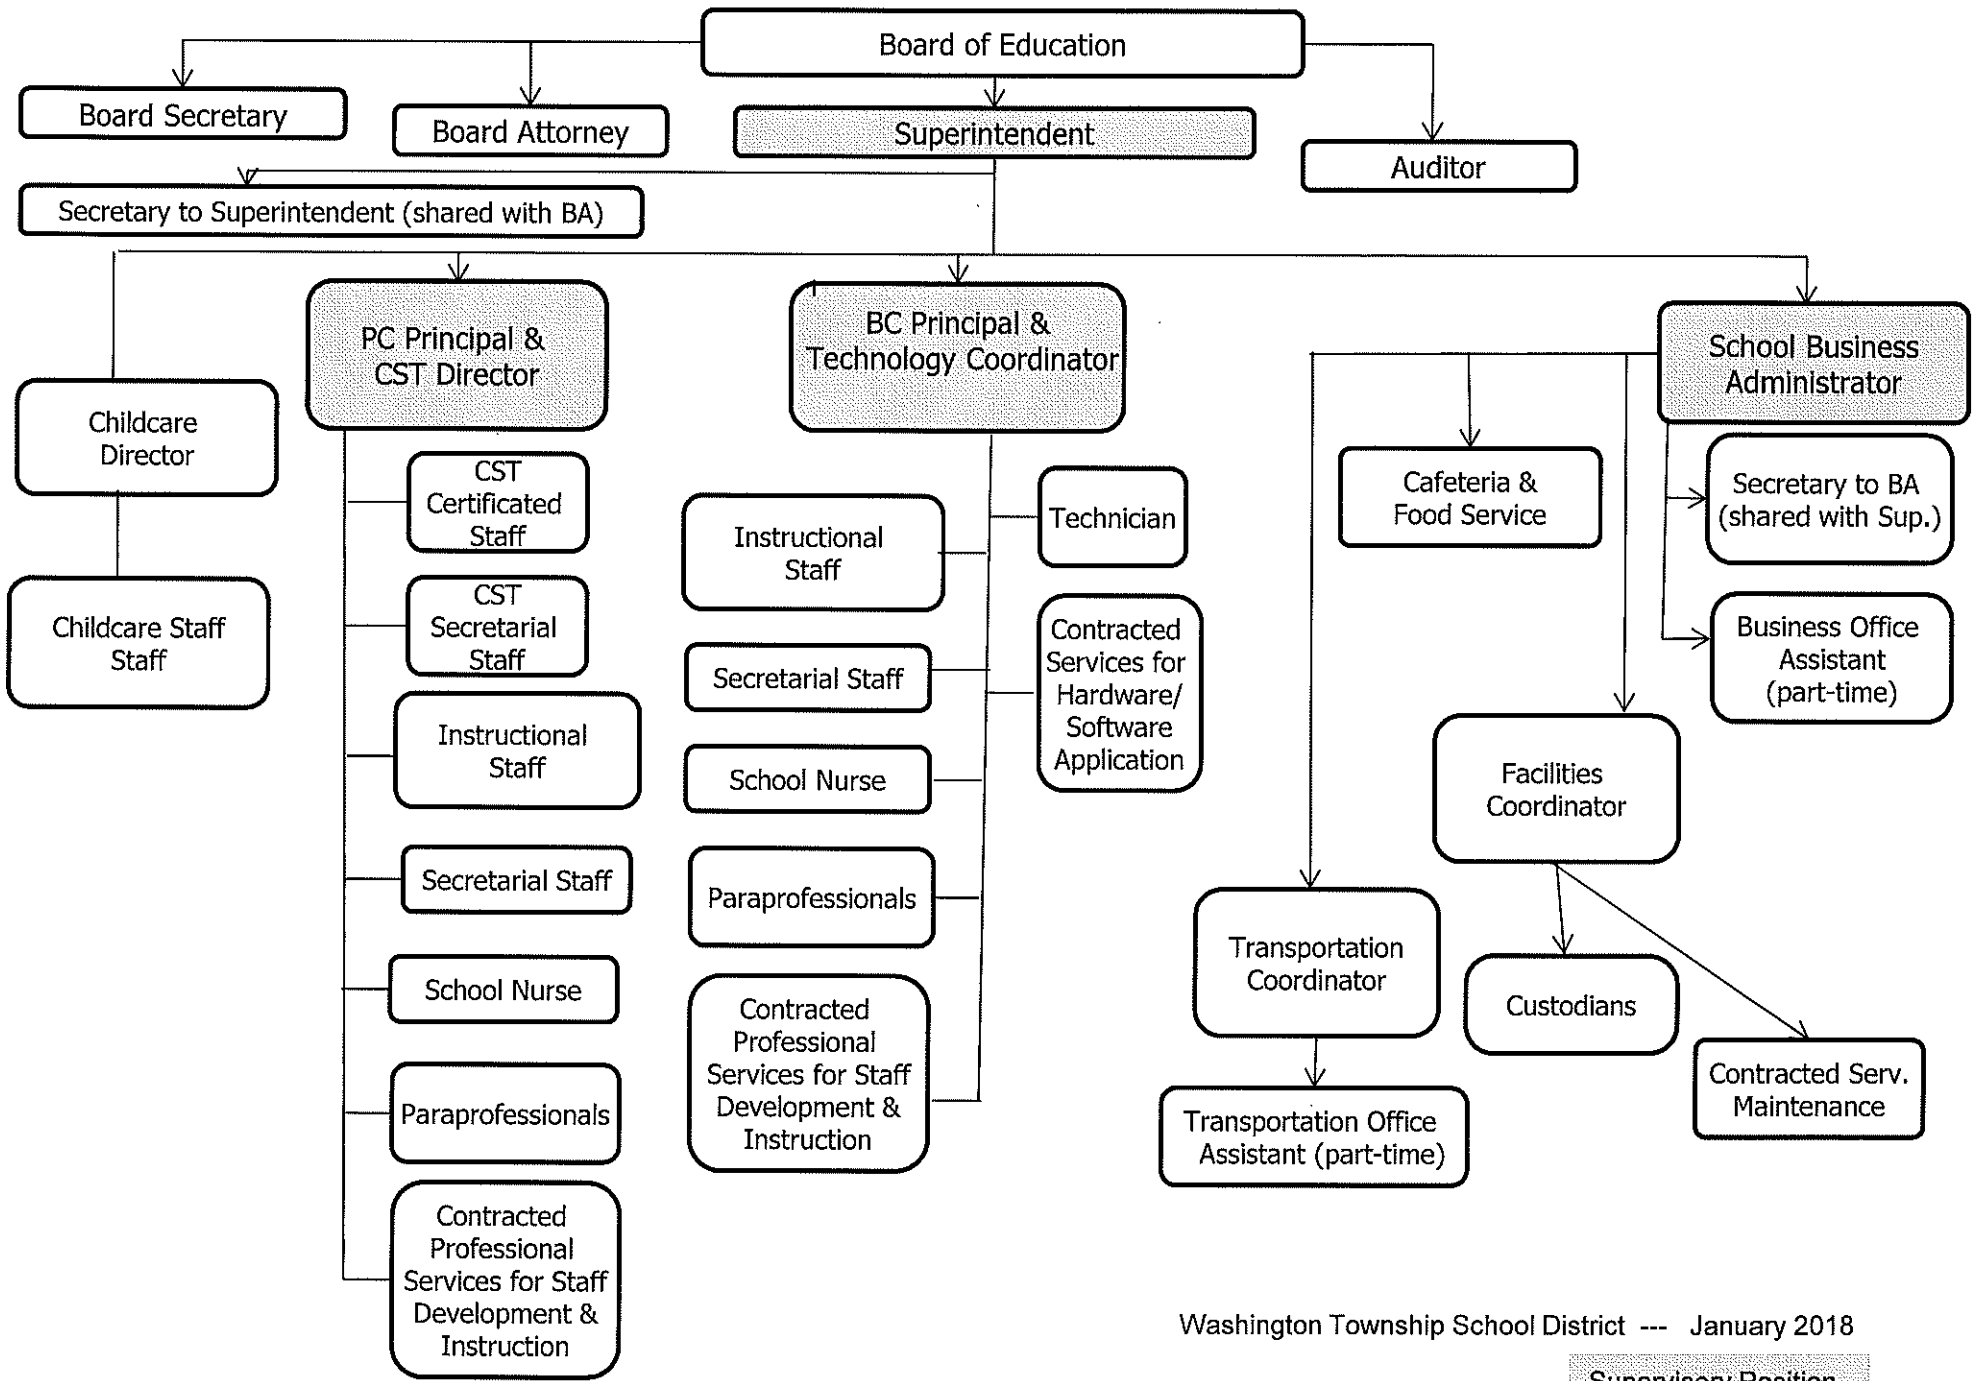 Board of Education
Board Secretary
Board Attorney
Superintendent
Auditor
Secretary to Superintendent (shared with BA)
PC Principal &
CST Director
BC Principal &
Technology Coordinator
School Business
Administrator
Childcare
Director
Childcare Staff
Staff
CST
Certificated
Staff
CST
Secretarial
Staff
Instructional
Staff
Secretarial Staff
School Nurse
Paraprofessionals
Contracted
Professional
Services for Staff
Development &
Instruction
Instructional
Staff
Secretarial Staff
School Nurse
Paraprofessionals
Contracted
Professional
Services for Staff
Development &
Instruction
Technician
Contracted
Services for
Hardware/
Software
Application
Cafeteria &
Food Service
Secretary to BA
(shared with Sup.)
Business Office
Assistant
(part-time)
Facilities
Coordinator
Transportation
Coordinator
Custodians
Contracted Serv.
Maintenance
Transportation Office
Assistant (part-time)
Washington Township School District --- January 2018
Supervisory Position